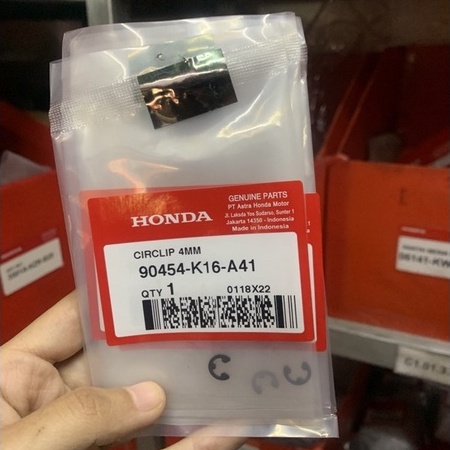 HONDA
GENUINE PARTS
PT Astra Honda Motor
Jl. Laksda Yos Sudarso, Sunter 1
Jakarta 14350 - Indonesia
Made in Indonesia
CIRCLIP 4MM
90454-K16-A41
QTY 1
0118X22